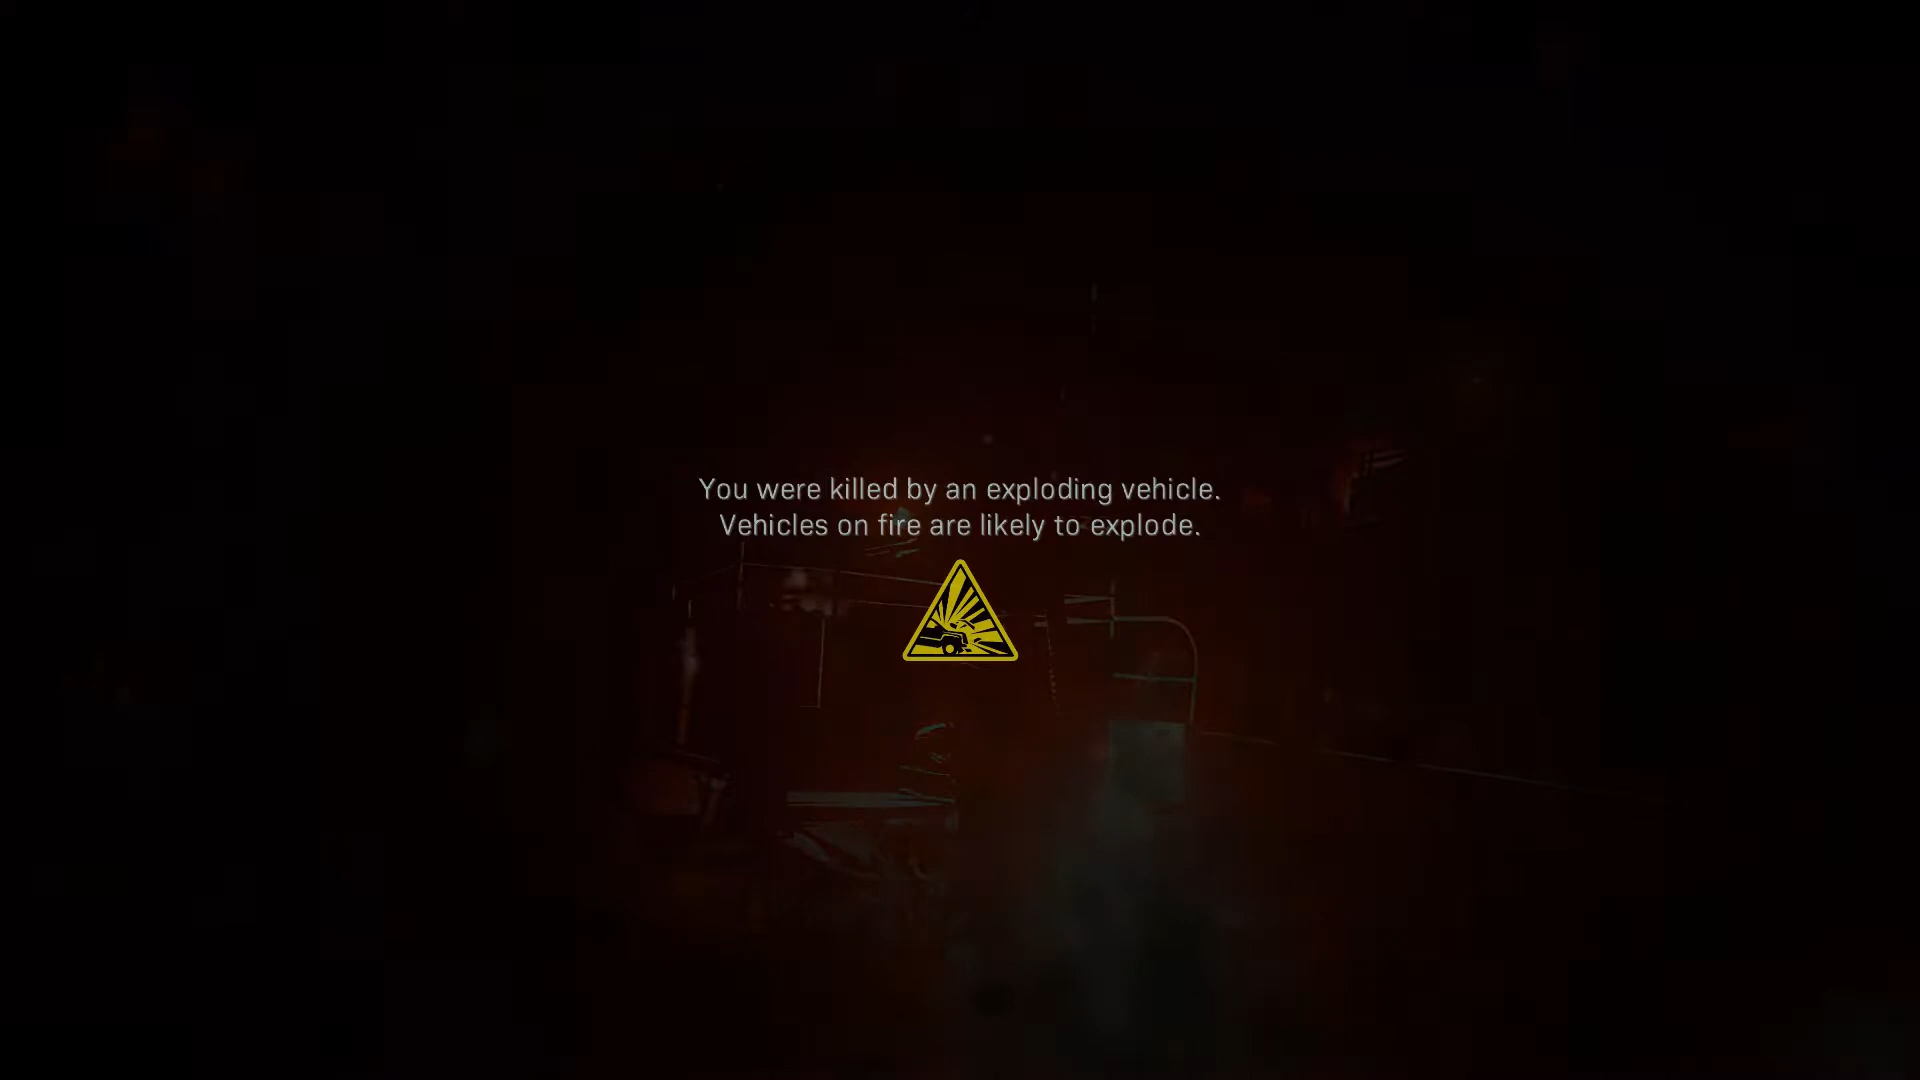 You were killed by an exploding vehicle.
Vehicles on fire are likely to explode.